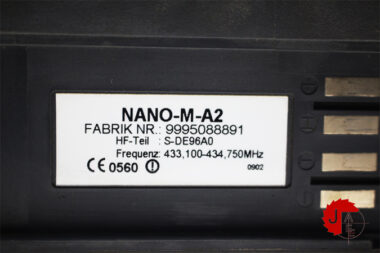 NANO-M-A2
FABRIK NR.: 9995088891
HF-Teil : S-DE96A0
Frequenz: 433,100-434,750MHz
CE 0560 !
0902